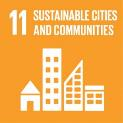 11 SUSTAINABLE CITIES
AND COMMUNITIES